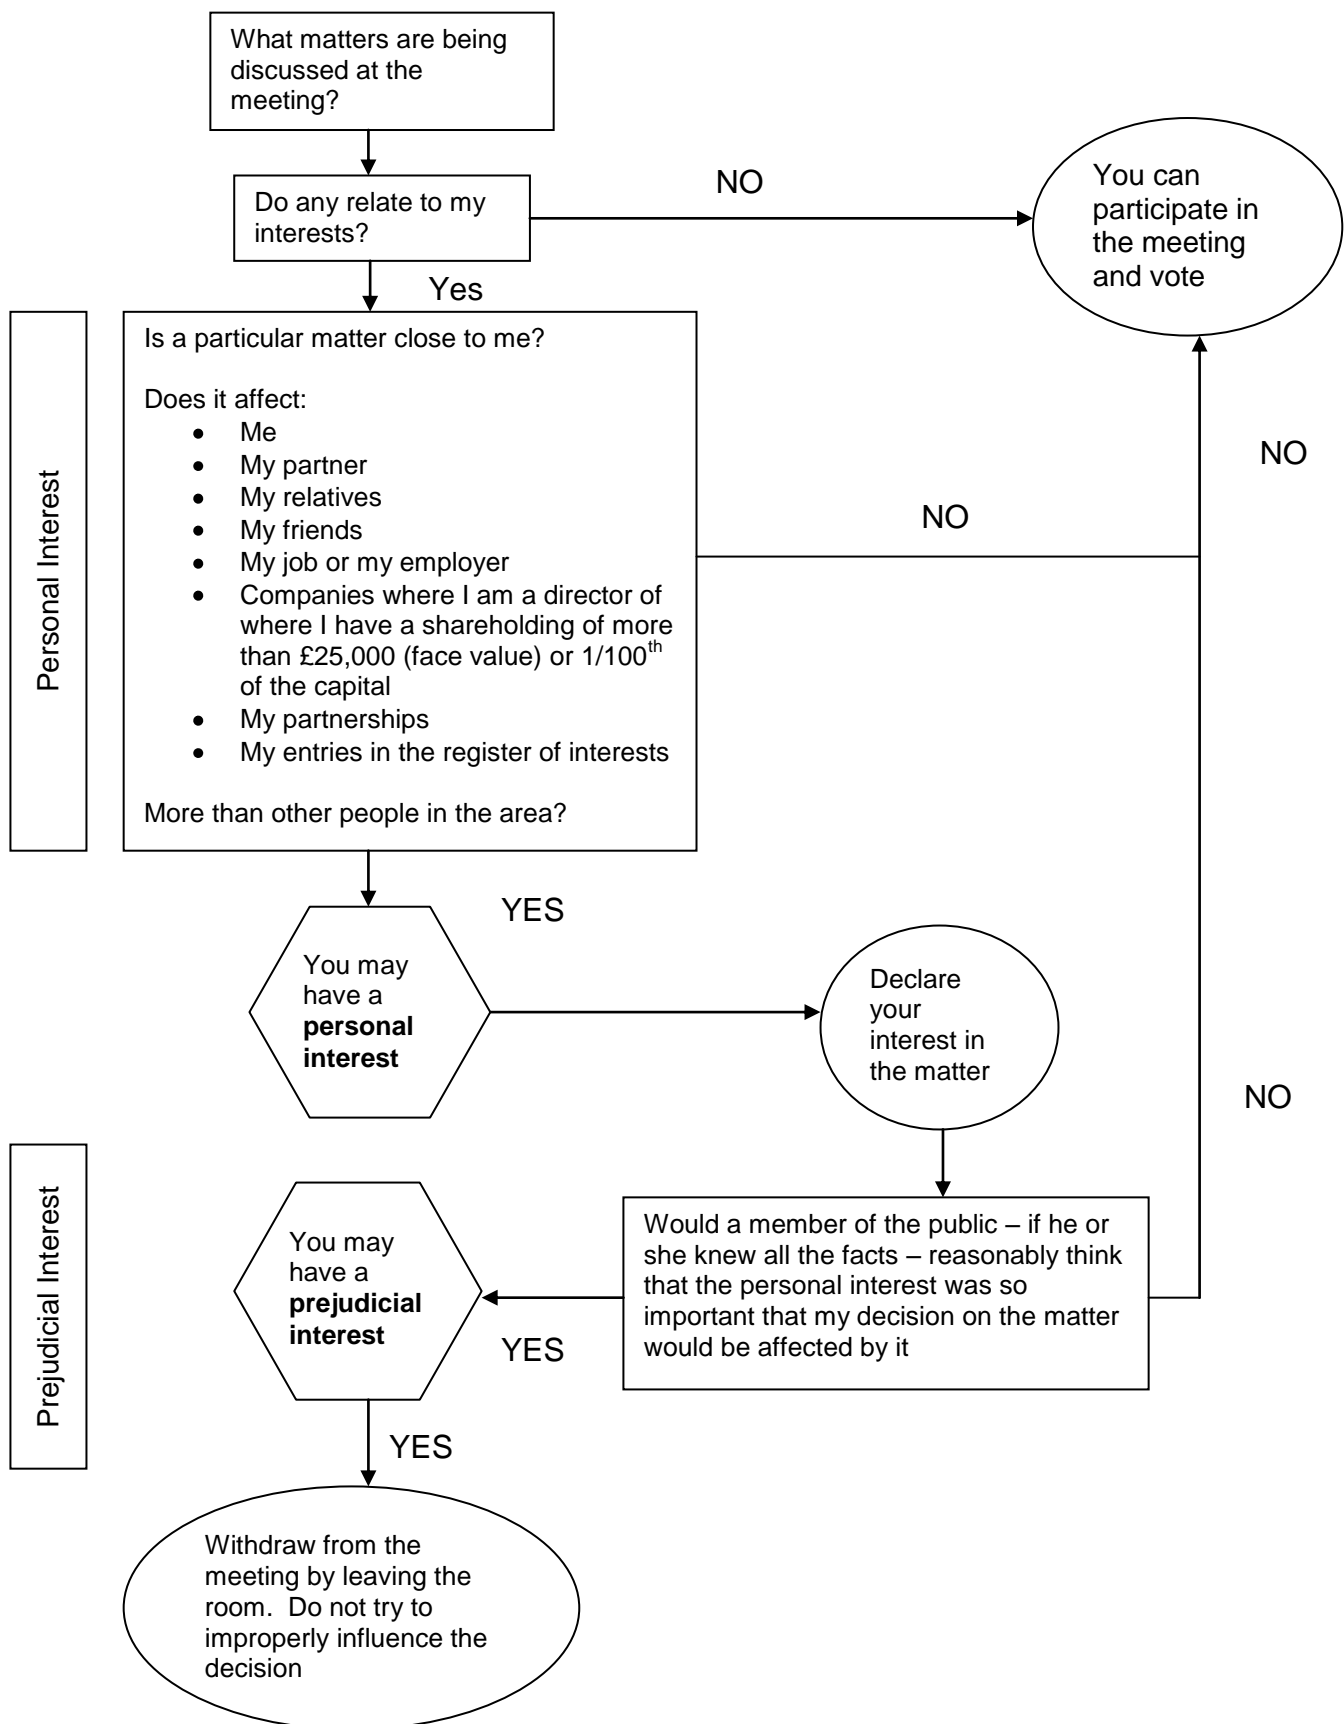 What matters are being
discussed at the
meeting?
Do any relate to my
interests?
NO
You can
participate in
the meeting
and vote
Yes
Personal Interest
Is a particular matter close to me?
Does it affect:
• Me
• My partner
• My relatives
• My friends
• My job or my employer
• Companies where I am a director of
where I have a shareholding of more
than £25,000 (face value) or 1/100th
of the capital
• My partnerships
• My entries in the register of interests
More than other people in the area?
NO
NO
YES
You may
have a
personal
interest
Declare
your
interest in
the matter
NO
Prejudicial Interest
You may
have a
prejudicial
interest
YES
Would a member of the public – if he or
she knew all the facts – reasonably think
that the personal interest was so
important that my decision on the matter
would be affected by it
YES
Withdraw from the
meeting by leaving the
room.  Do not try to
improperly influence the
decision